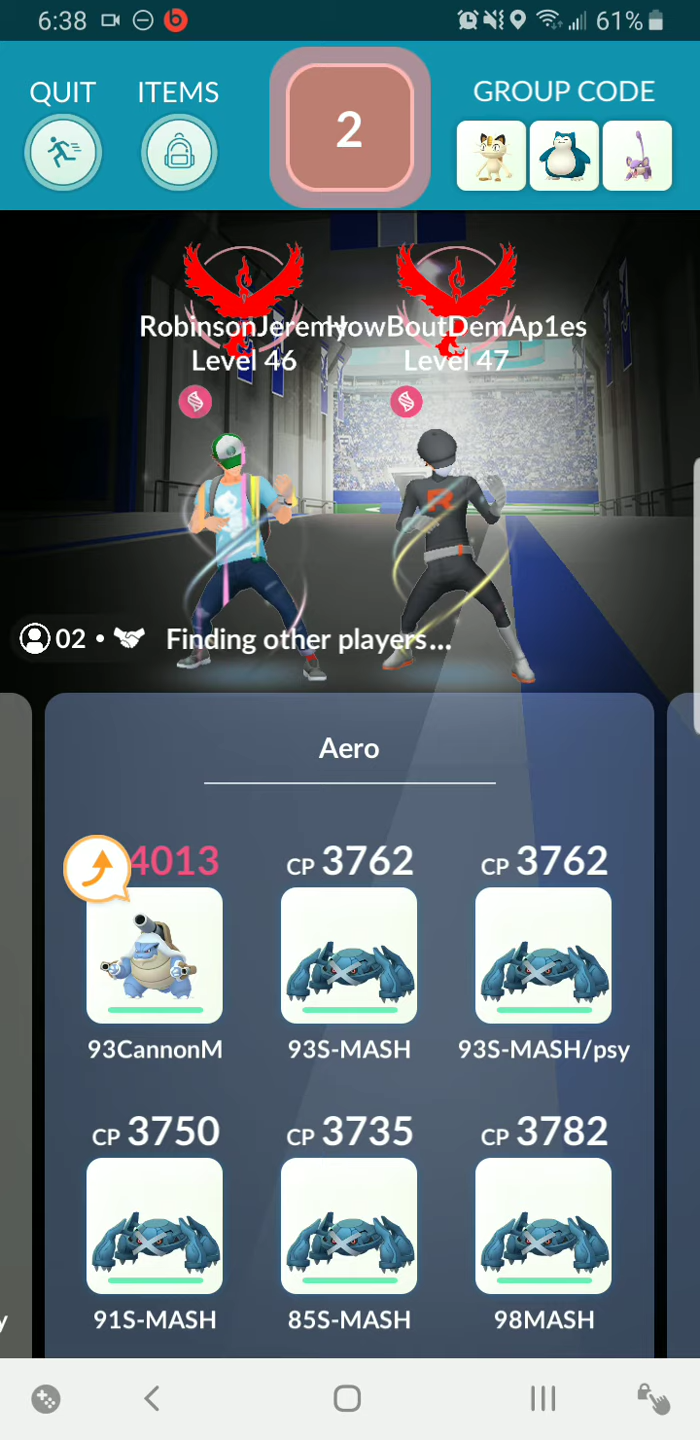 6:38
61%
QUIT ITEMS 2 GROUP CODE
RobinsonJeremy HowBoutDemAp1es
Level 46 Level 47
02 • Finding other players...
Aero
4013 CP 3762 CP 3762
93CannonM 93S-MASH 93S-MASH/psy
CP 3750 CP 3735 CP 3782
y 91S-MASH 85S-MASH 98MASH